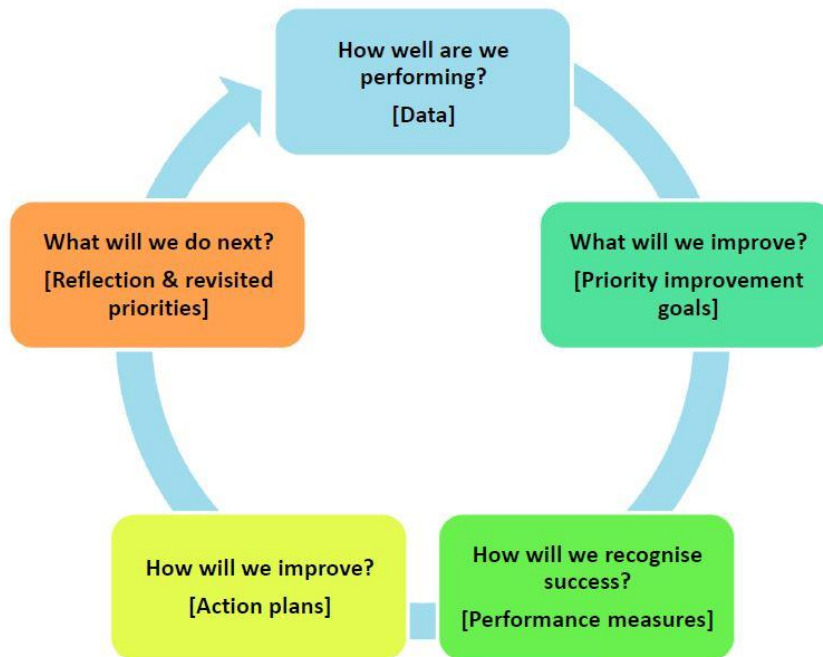 How well are we
performing?
[Data]
What will we improve?
[Priority improvement
goals]
How will we recognise
success?
[Performance measures]
How will we improve?
[Action plans]
What will we do next?
[Reflection & revisited
priorities]